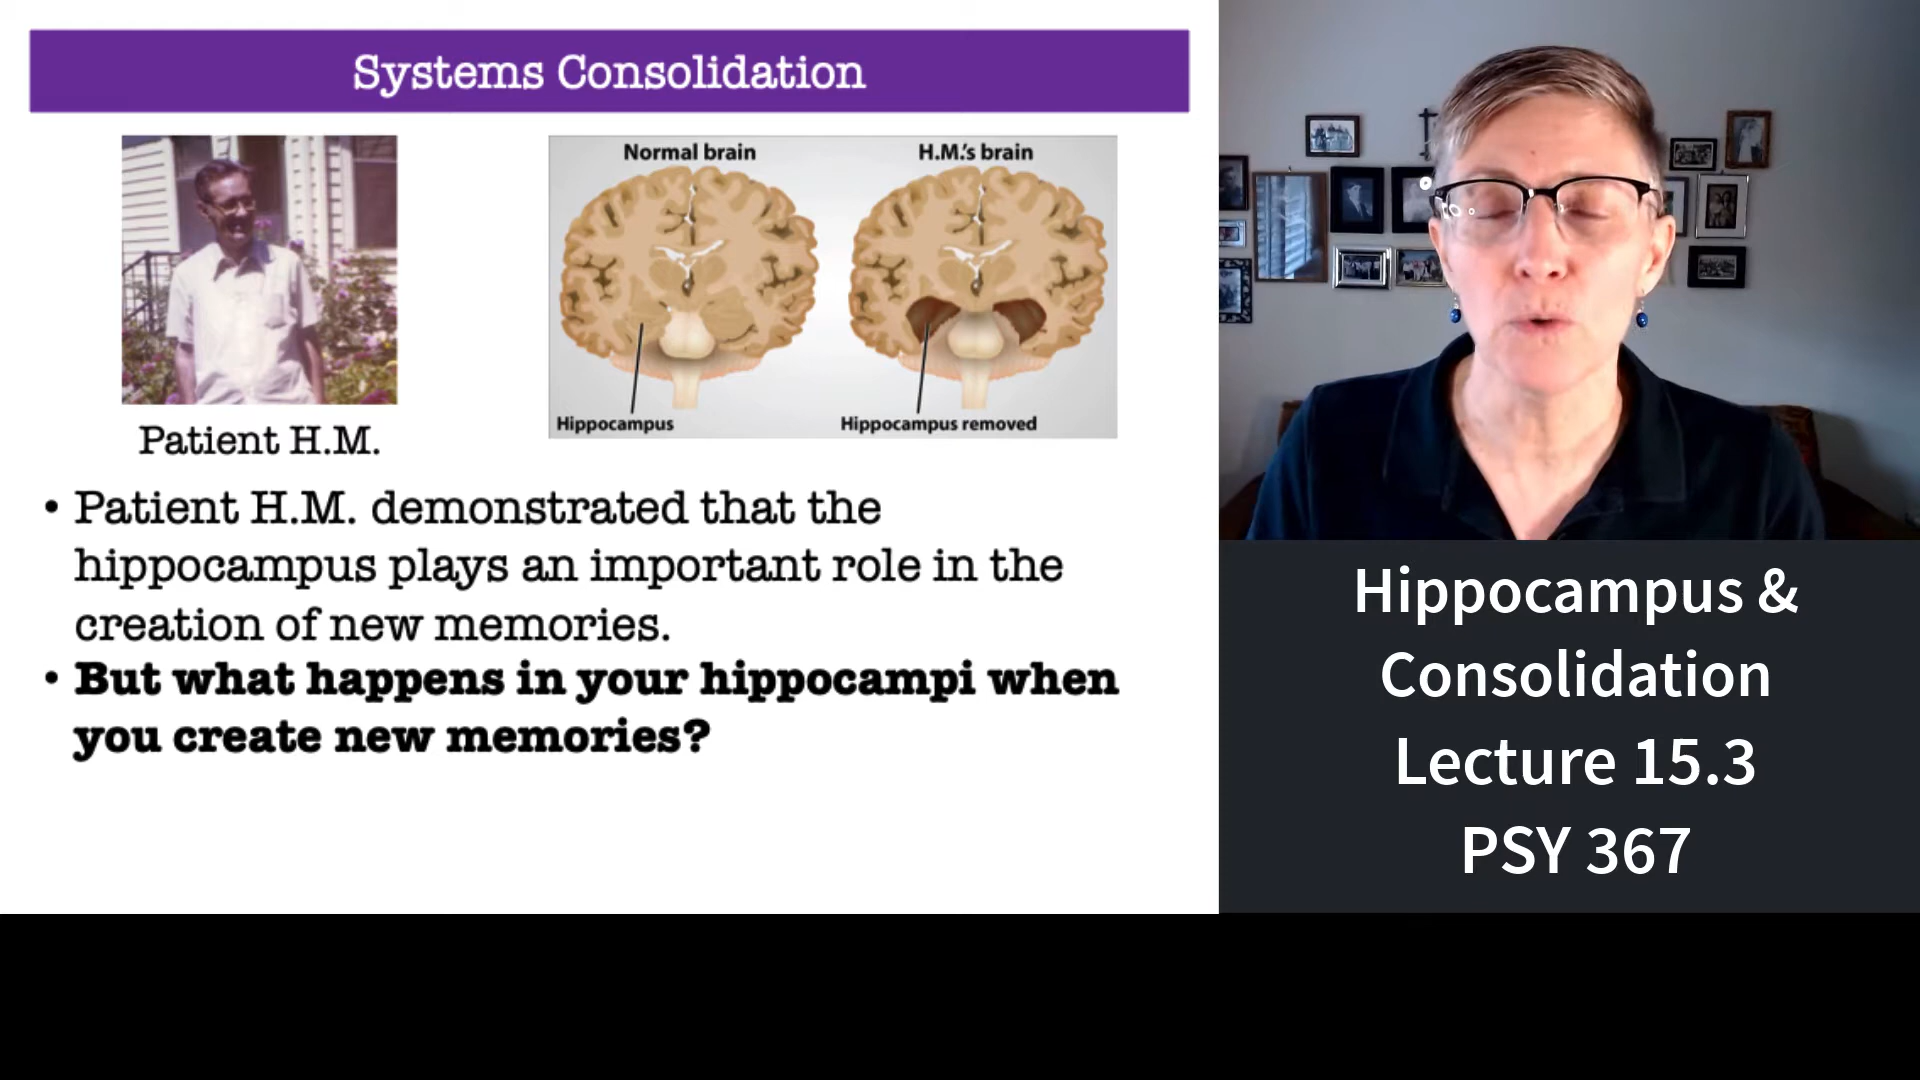 Systems Consolidation
Normal brain
H.M.'s brain
Hippocampus
Hippocampus removed
Patient H.M.
• Patient H.M. demonstrated that the
hippocampus plays an important role in the
creation of new memories.
• But what happens in your hippocampi when
you create new memories?
Hippocampus &
Consolidation
Lecture 15.3
PSY 367